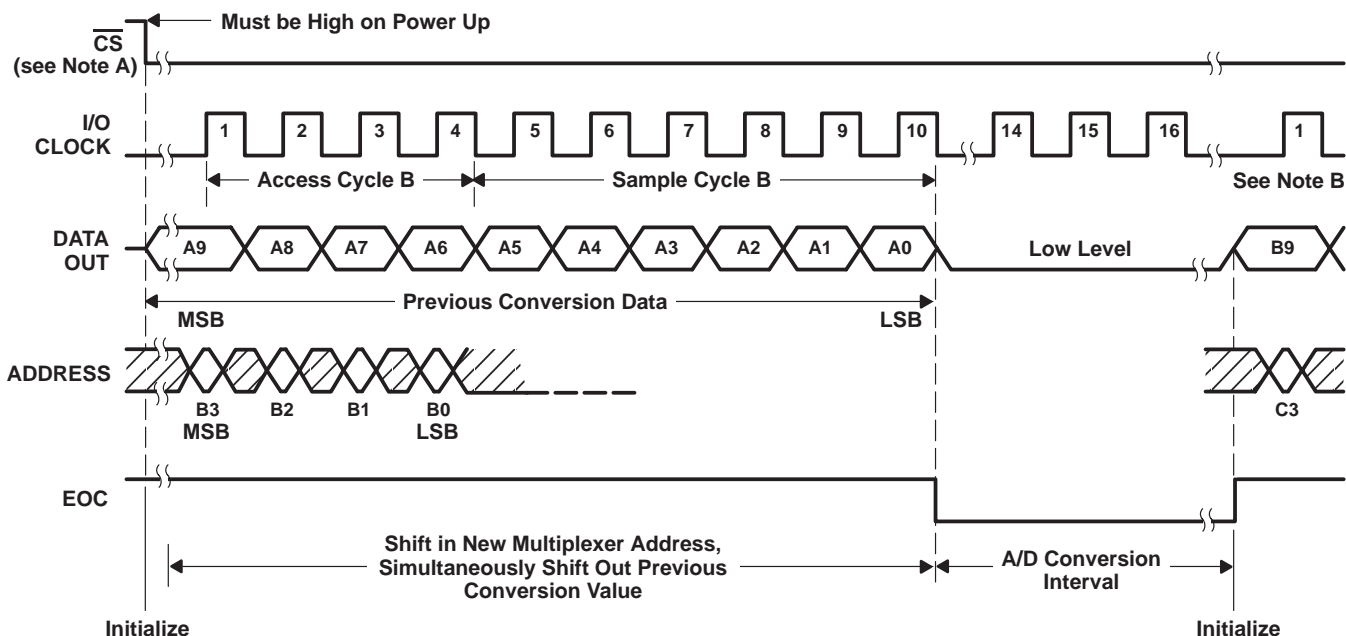 Must be High on Power Up
CS
(see Note A)
I/O
CLOCK
1 2 3 4 5 6 7 8 9 10 14 15 16 1
Access Cycle B
Sample Cycle B
See Note B
DATA
OUT
A9 A8 A7 A6 A5 A4 A3 A2 A1 A0 Low Level B9
Previous Conversion Data
MSB LSB
ADDRESS
B3 B2 B1 B0 C3
MSB LSB
EOC
Shift in New Multiplexer Address,
Simultaneously Shift Out Previous
Conversion Value
A/D Conversion
Interval
Initialize Initialize